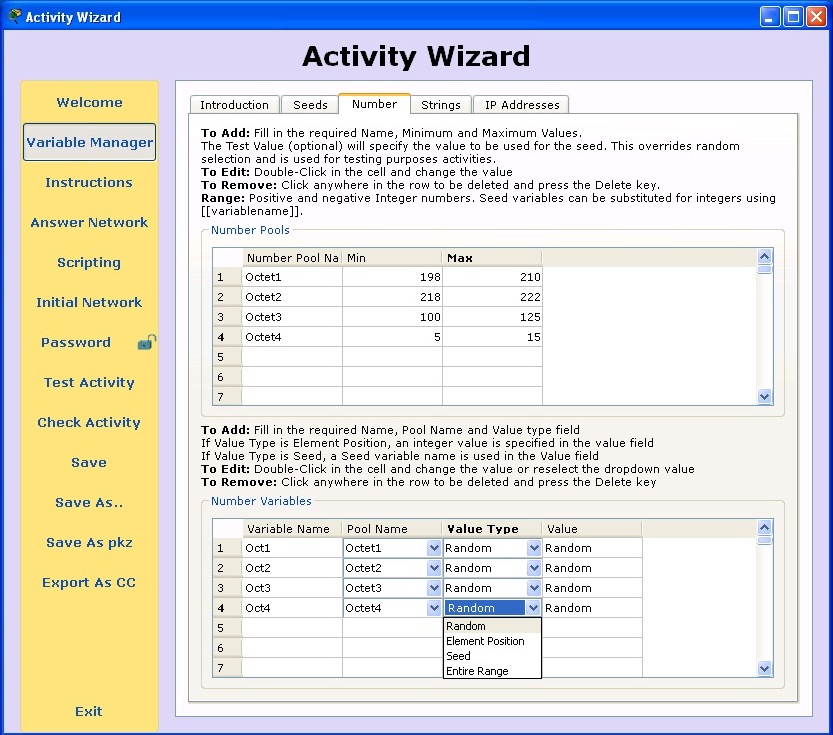 Activity Wizard
Activity Wizard
Welcome
Variable Manager
Instructions
Answer Network
Scripting
Initial Network
Password
Test Activity
Check Activity
Save
Save As..
Save As pkz
Export As CC
Exit
Introduction Seeds Number Strings IP Addresses
To Add: Fill in the required Name, Minimum and Maximum Values.
The Test Value (optional) will specify the value to be used for the seed. This overrides random
selection and is used for testing purposes activities.
To Edit: Double-Click in the cell and change the value
To Remove: Click anywhere in the row to be deleted and press the Delete key.
Range: Positive and negative Integer numbers. Seed variables can be substituted for integers using
[[variablename]].
Number Pools
Number Pool Na Min Max
1 Octet1 198 210
2 Octet2 218 222
3 Octet3 100 125
4 Octet4 5 15
5
6
7
To Add: Fill in the required Name, Pool Name and Value type field
If Value Type is Element Position, an integer value is specified in the value field
If Value Type is Seed, a Seed variable name is used in the Value field
To Edit: Double-Click in the cell and change the value or reselect the dropdown value
To Remove: Click anywhere in the row to be deleted and press the Delete key
Number Variables
Variable Name Pool Name Value Type Value
1 Oct1 Octet1 Random Random
2 Oct2 Octet2 Random Random
3 Oct3 Octet3 Random Random
4 Oct4 Octet4 Random Random
5
6
7
Random
Element Position
Seed
Entire Range